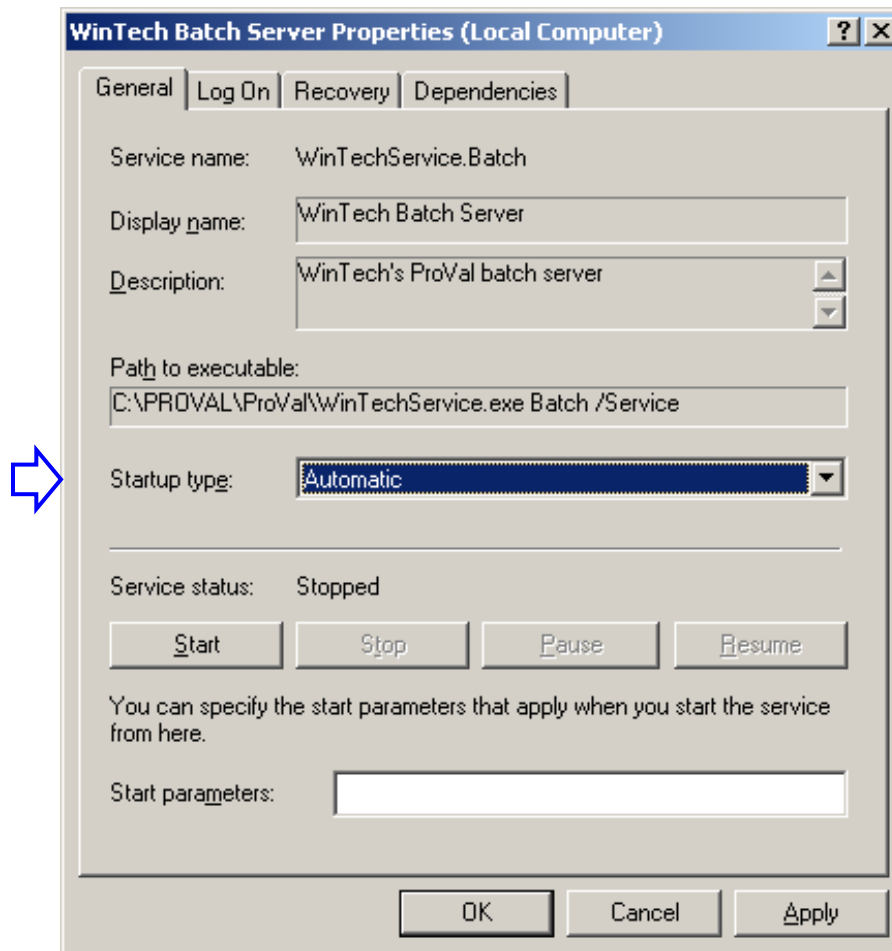 WinTech Batch Server Properties (Local Computer)
General Log On Recovery Dependencies
Service name: WinTechService.Batch
Display name: WinTech Batch Server
Description: WinTech's ProVal batch server
Path to executable:
C:\PROVAL\ProVal\WinTechService.exe Batch /Service
Startup type: Automatic
Service status: Stopped
Start Stop Pause Resume
You can specify the start parameters that apply when you start the service
from here.
Start parameters:
OK Cancel Apply